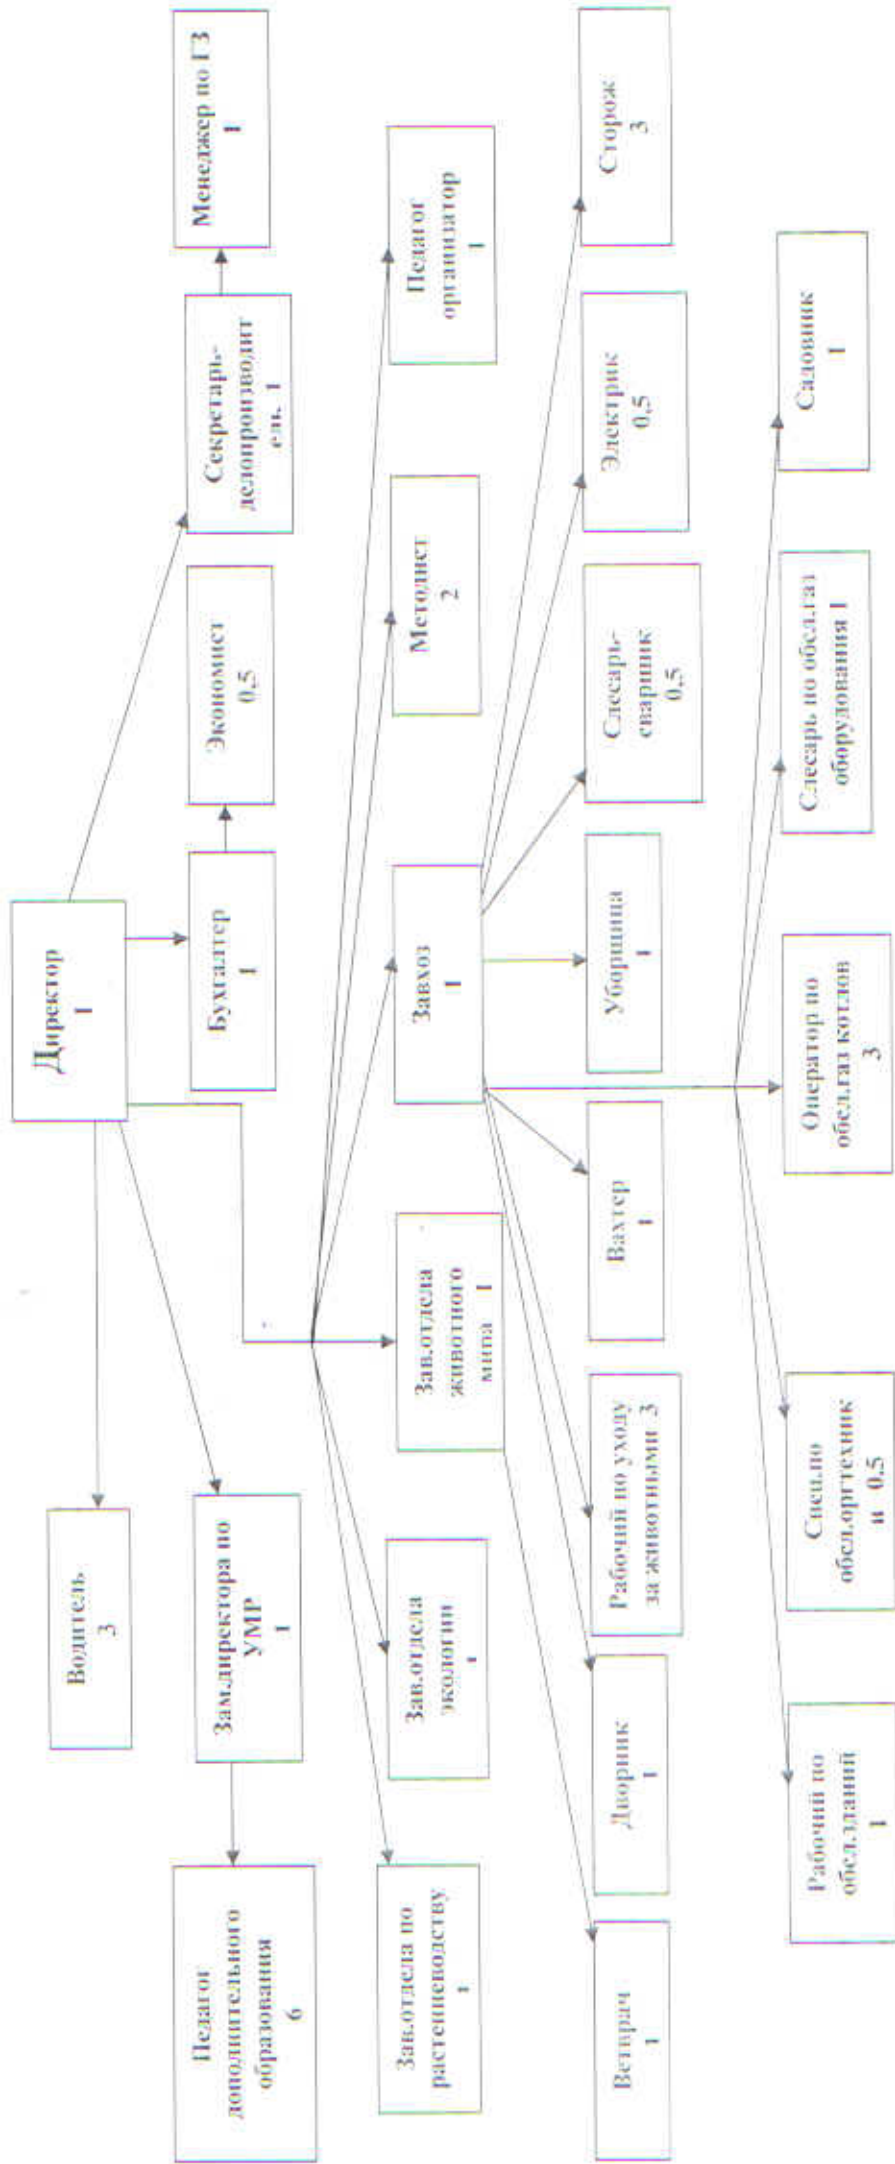 Директор
1
Водитель
3
Бухгалтер
1
Экономист
0,5
Секретарь-
делопроизводит
ель 1
Менеджер по ГЗ
1
Педагог
дополнительного
образования
6
Зам.директора по
УМР
1
Зав.отдела по
растениеводству
1
Зав.отдела
экологии
1
Зав.отдела
животного
мира 1
Завхоз
1
Методист
2
Педагог
организатор
1
Ветврач
1
Дворник
1
Рабочий по уходу
за животными 3
Вахтер
1
Уборщица
1
Слесарь-
сварщик
0,5
Электрик
0,5
Сторож
3
Рабочий по
обсл.зданий
1
Спец.по
обсл.оргтехник
и 0,5
Оператор по
обсл.газ котлов
3
Слесарь по обсл.газ
оборудования 1
Садовник
1